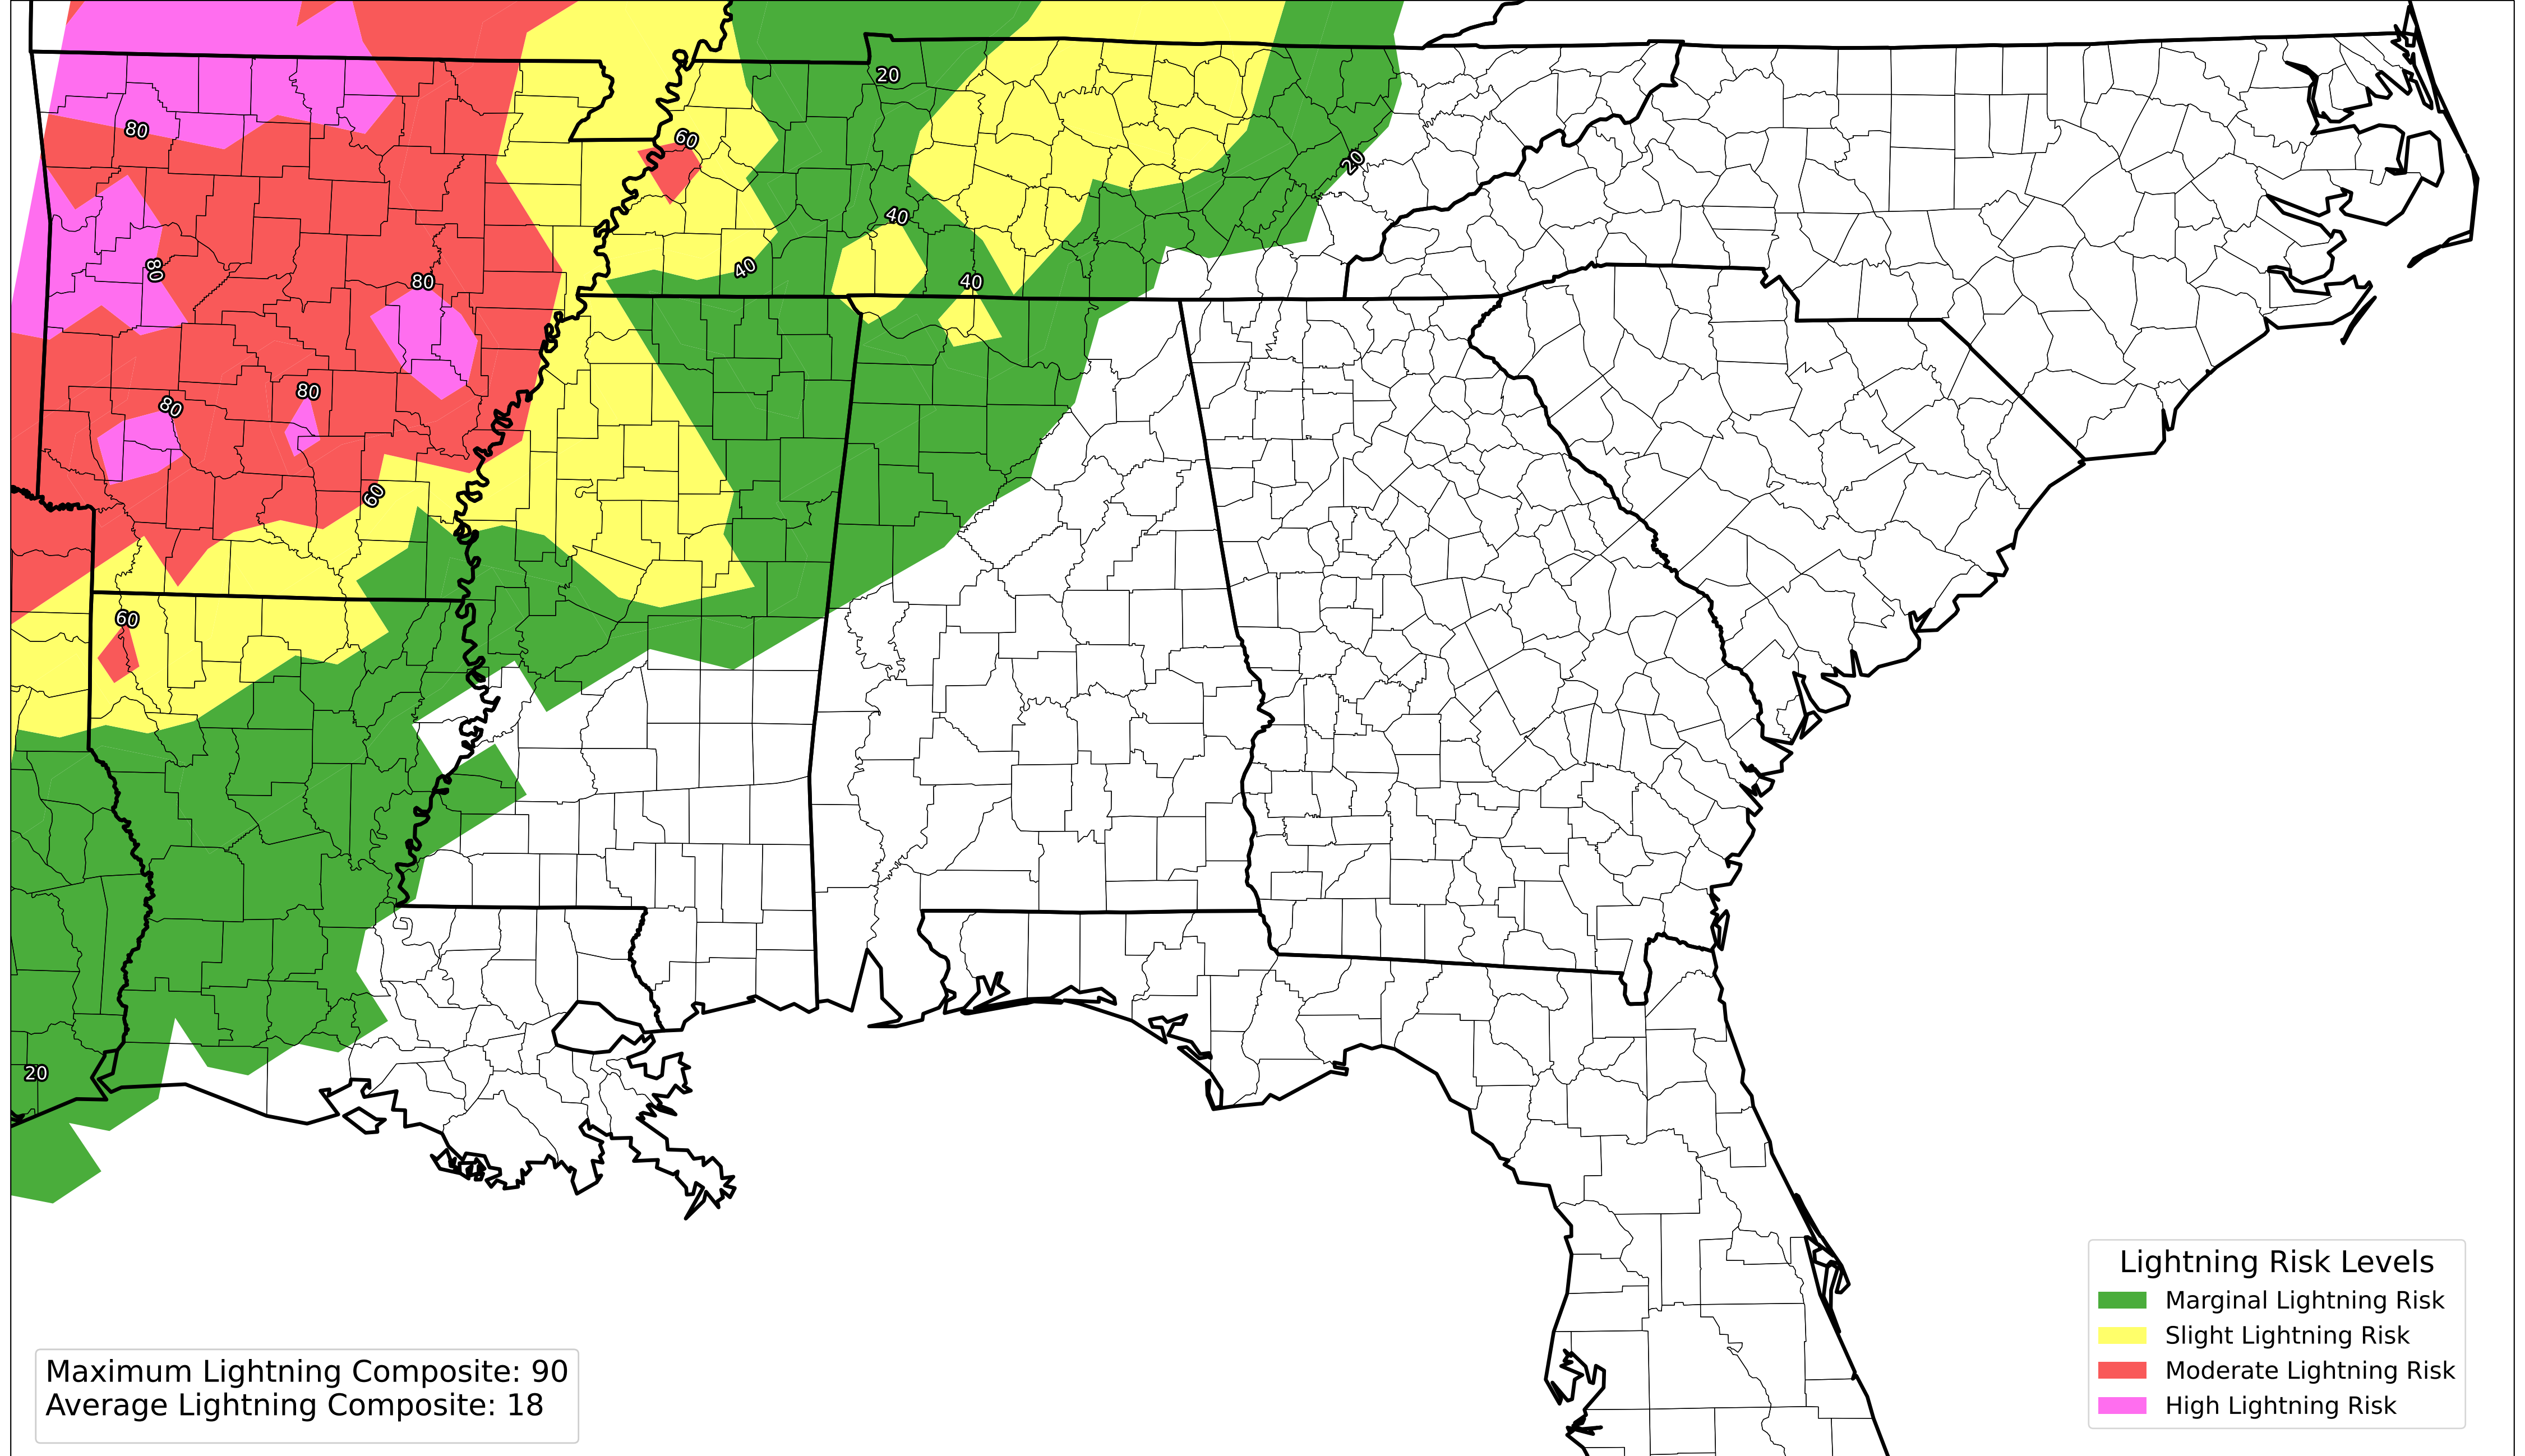 20
80
60
20
40
80
40
80
40
80
80
60
60
20
Lightning Risk Levels
Marginal Lightning Risk
Slight Lightning Risk
Moderate Lightning Risk
High Lightning Risk
Maximum Lightning Composite: 90
Average Lightning Composite: 18